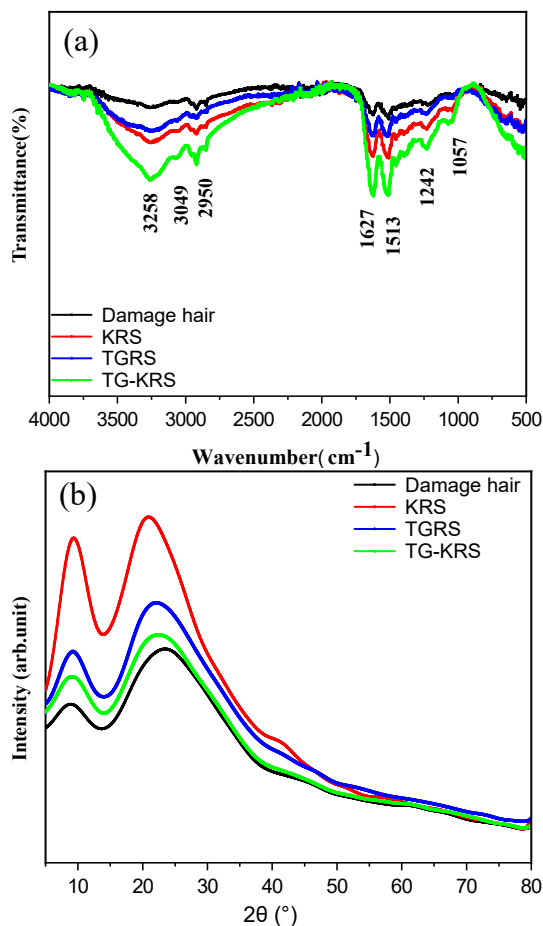 (a)
Transmittance(%)
3258
3049
2950
1627
1513
1242
1057
Damage hair
KRS
TGRS
TG-KRS
4000 3500 3000 2500 2000 1500 1000 500
Wavenumber( cm-1)
(b)
Damage hair
KRS
TGRS
TG-KRS
Intensity (arb.unit)
10 20 30 40 50 60 70 80
2θ (°)